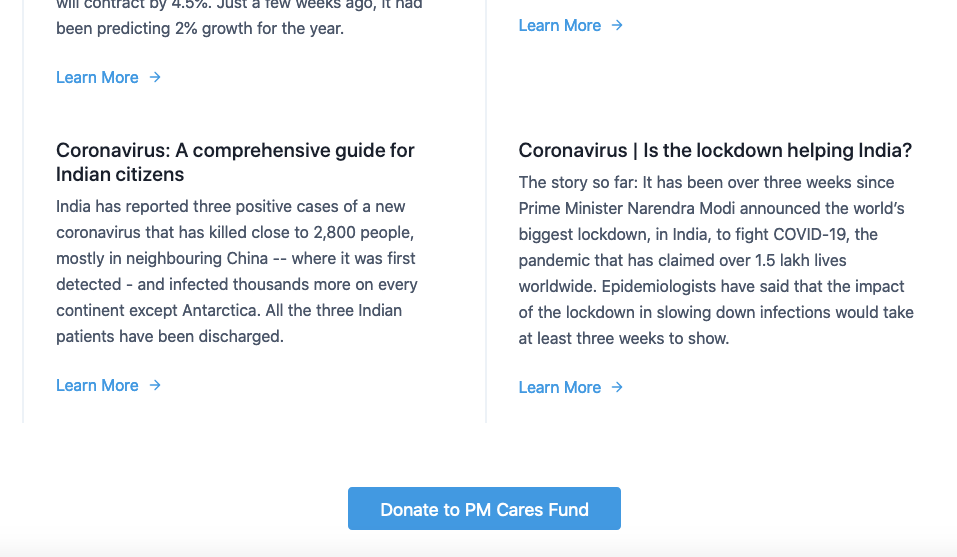 will contract by 4.5%. Just a few weeks ago, it had
been predicting 2% growth for the year.
Learn More →
Learn More →
Coronavirus: A comprehensive guide for
Indian citizens
India has reported three positive cases of a new
coronavirus that has killed close to 2,800 people,
mostly in neighbouring China -- where it was first
detected - and infected thousands more on every
continent except Antarctica. All the three Indian
patients have been discharged.
Learn More →
Coronavirus | Is the lockdown helping India?
The story so far: It has been over three weeks since
Prime Minister Narendra Modi announced the world’s
biggest lockdown, in India, to fight COVID-19, the
pandemic that has claimed over 1.5 lakh lives
worldwide. Epidemiologists have said that the impact
of the lockdown in slowing down infections would take
at least three weeks to show.
Learn More →
Donate to PM Cares Fund